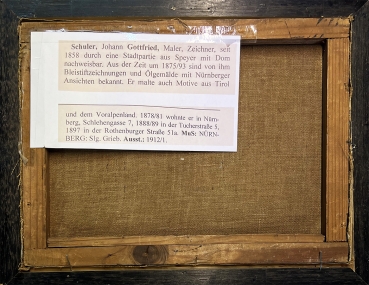 Schuler, Johann Gottfried, Maler, Zeichner, seit
1858 durch eine Stadtpartie aus Speyer mit Dom
nachweisbar. Aus der Zeit um 1875/93 sind von ihm
Bleistiftzeichnungen und Ölgemälde mit Nürnberger
Ansichten bekannt. Er malte auch Motive aus Tirol
und dem Voralpenland. 1878/81 wohnte er in Nürn-
berg, Schlehengasse 7, 1888/89 in der Tucherstraße 5,
1897 in der Rothenburger Straße 51a. MuS: NÜRN-
BERG: Slg. Grieb. Ausst.: 1912/1.